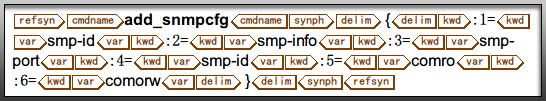 refsyn cmdname add_snmpcfg cmdname synph delim { delim kwd :1= kwd
var smp-id var kwd :2= kwd var smp-info var kwd :3= kwd var smp-
port var kwd :4= kwd var smp-id var kwd :5= kwd var comro var kwd
:6= kwd var comorw var delim } delim synph refsyn